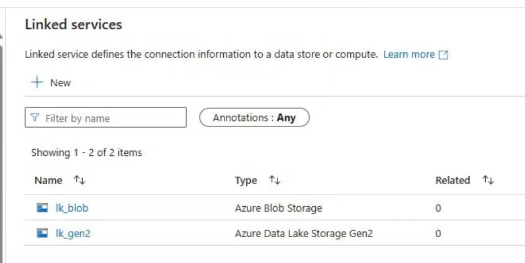 Linked services
Linked service defines the connection information to a data store or compute. Learn more
+ New
Filter by name
Annotations : Any
Showing 1 - 2 of 2 items
Name ↑↓ Type ↑↓ Related ↑↓
lk_blob Azure Blob Storage 0
lk_gen2 Azure Data Lake Storage Gen2 0